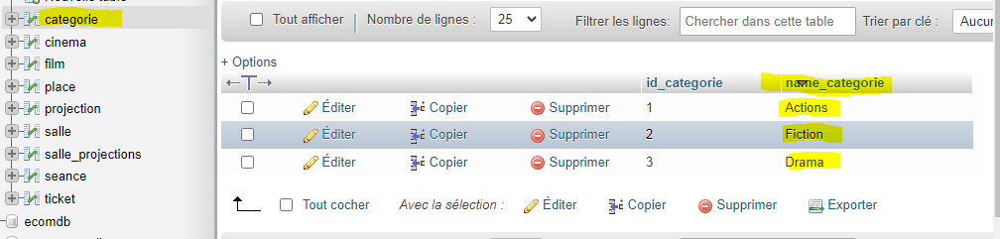 categorie
cinema
film
place
projection
salle
salle_projections
seance
ticket
ecomdb
Tout afficher Nombre de lignes : 25 Filtrer les lignes: Chercher dans cette table Trier par clé :
+ Options
←T→ id_categorie name_categorie
Éditer Copier Supprimer 1 Actions
Éditer Copier Supprimer 2 Fiction
Éditer Copier Supprimer 3 Drama
Tout cocher Avec la sélection : Éditer Copier Supprimer Exporter